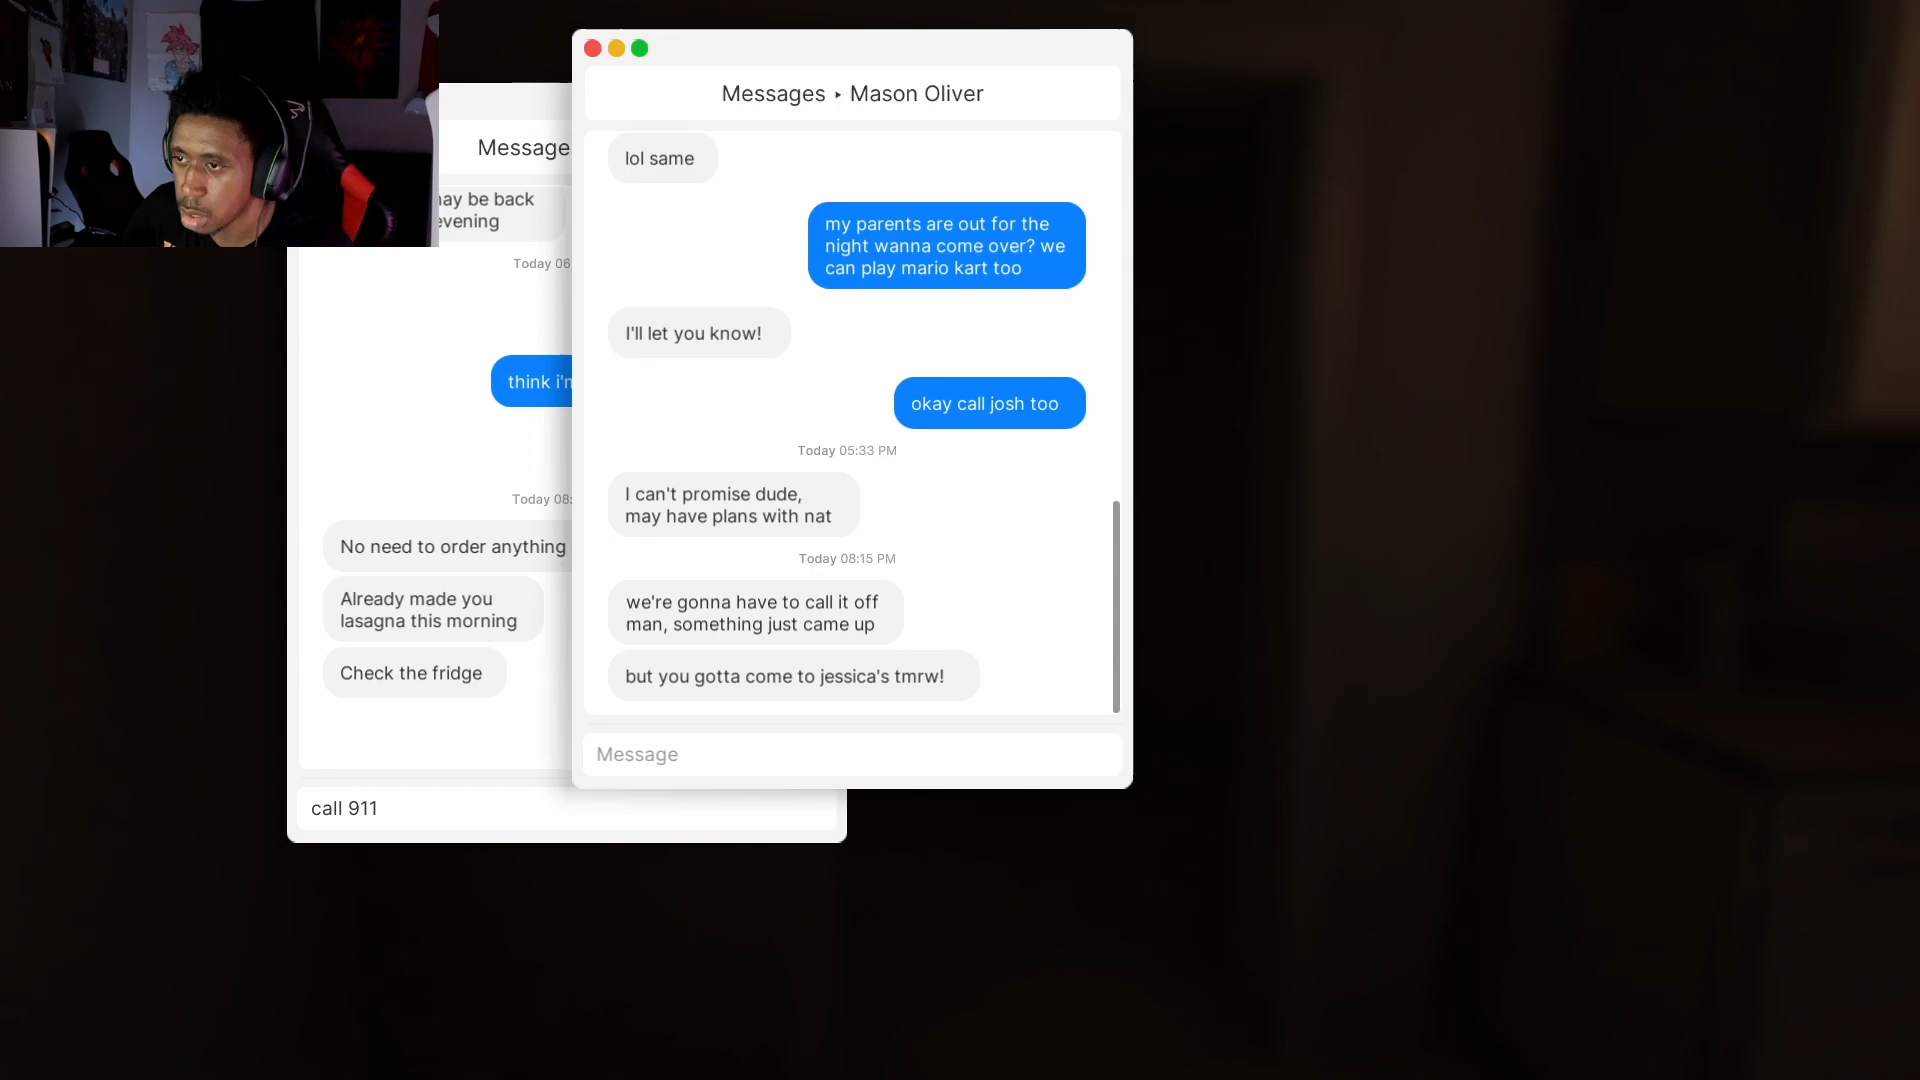 Messages ▸ Mason Oliver
lol same
my parents are out for the
night wanna come over? we
can play mario kart too
I'll let you know!
okay call josh too
Today 05:33 PM
I can't promise dude,
may have plans with nat
Today 08:15 PM
we're gonna have to call it off
man, something just came up
but you gotta come to jessica's tmrw!
Message
Message
be back
evening
Today 06
think i'm
Today 08:
No need to order anything
Already made you
lasagna this morning
Check the fridge
call 911